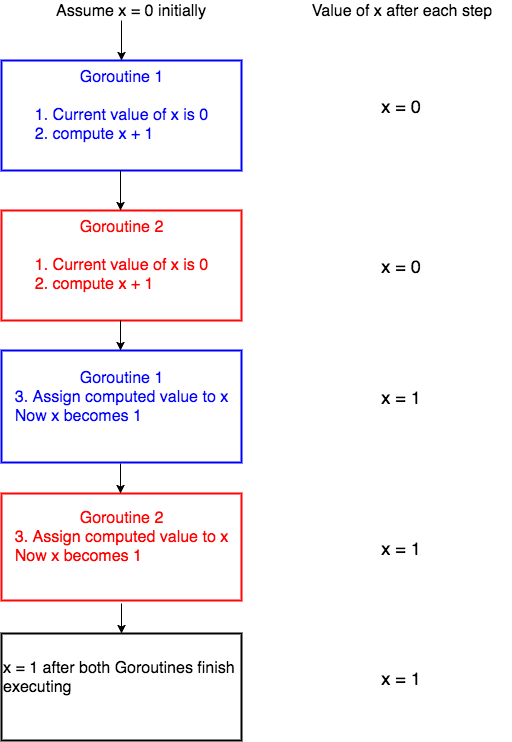 Assume x = 0 initially
Value of x after each step
Goroutine 1
1. Current value of x is 0
2. compute x + 1
x = 0
Goroutine 2
1. Current value of x is 0
2. compute x + 1
x = 0
Goroutine 1
3. Assign computed value to x
Now x becomes 1
x = 1
Goroutine 2
3. Assign computed value to x
Now x becomes 1
x = 1
x = 1 after both Goroutines finish
executing
x = 1